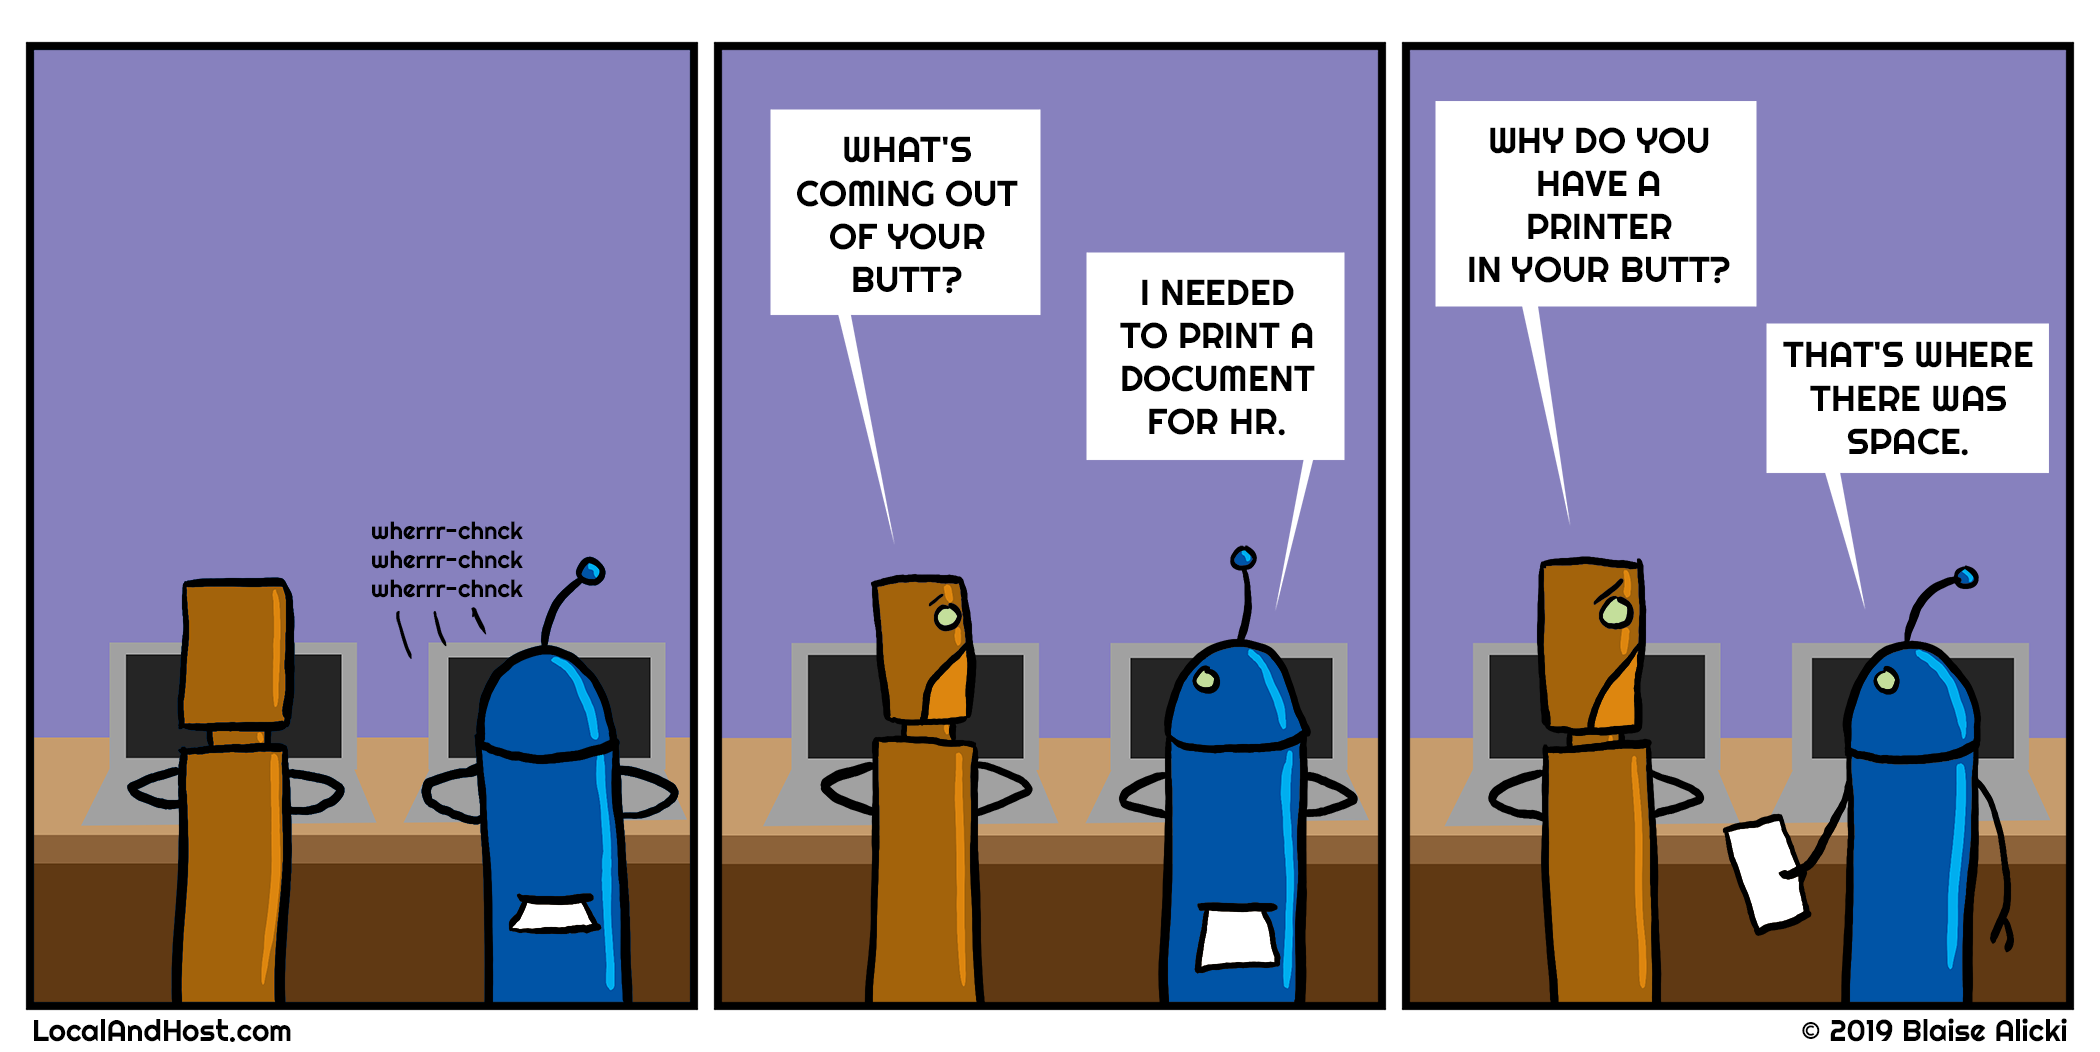 wherrr-chnck
wherrr-chnck
wherrr-chnck
WHAT'S
COMING OUT
OF YOUR
BUTT?
I NEEDED
TO PRINT A
DOCUMENT
FOR HR.
WHY DO YOU
HAVE A
PRINTER
IN YOUR BUTT?
THAT'S WHERE
THERE WAS
SPACE.
LocalAndHost.com
© 2019 Blaise Alicki